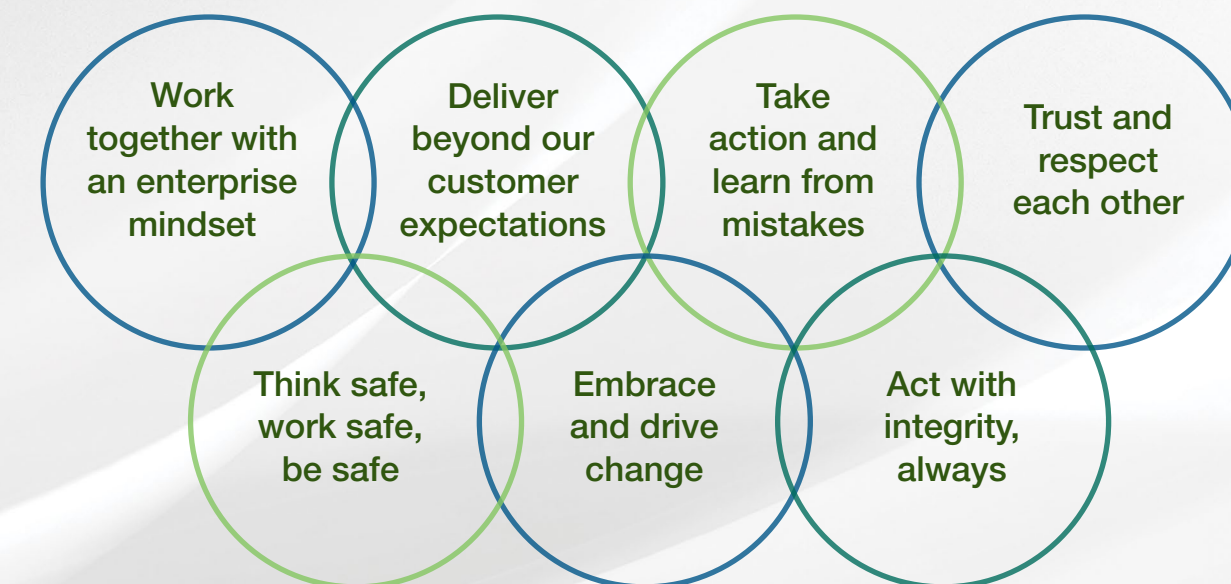 Work
together with
an enterprise
mindset
Deliver
beyond our
customer
expectations
Take
action and
learn from
mistakes
Trust and
respect
each other
Think safe,
work safe,
be safe
Embrace
and drive
change
Act with
integrity,
always